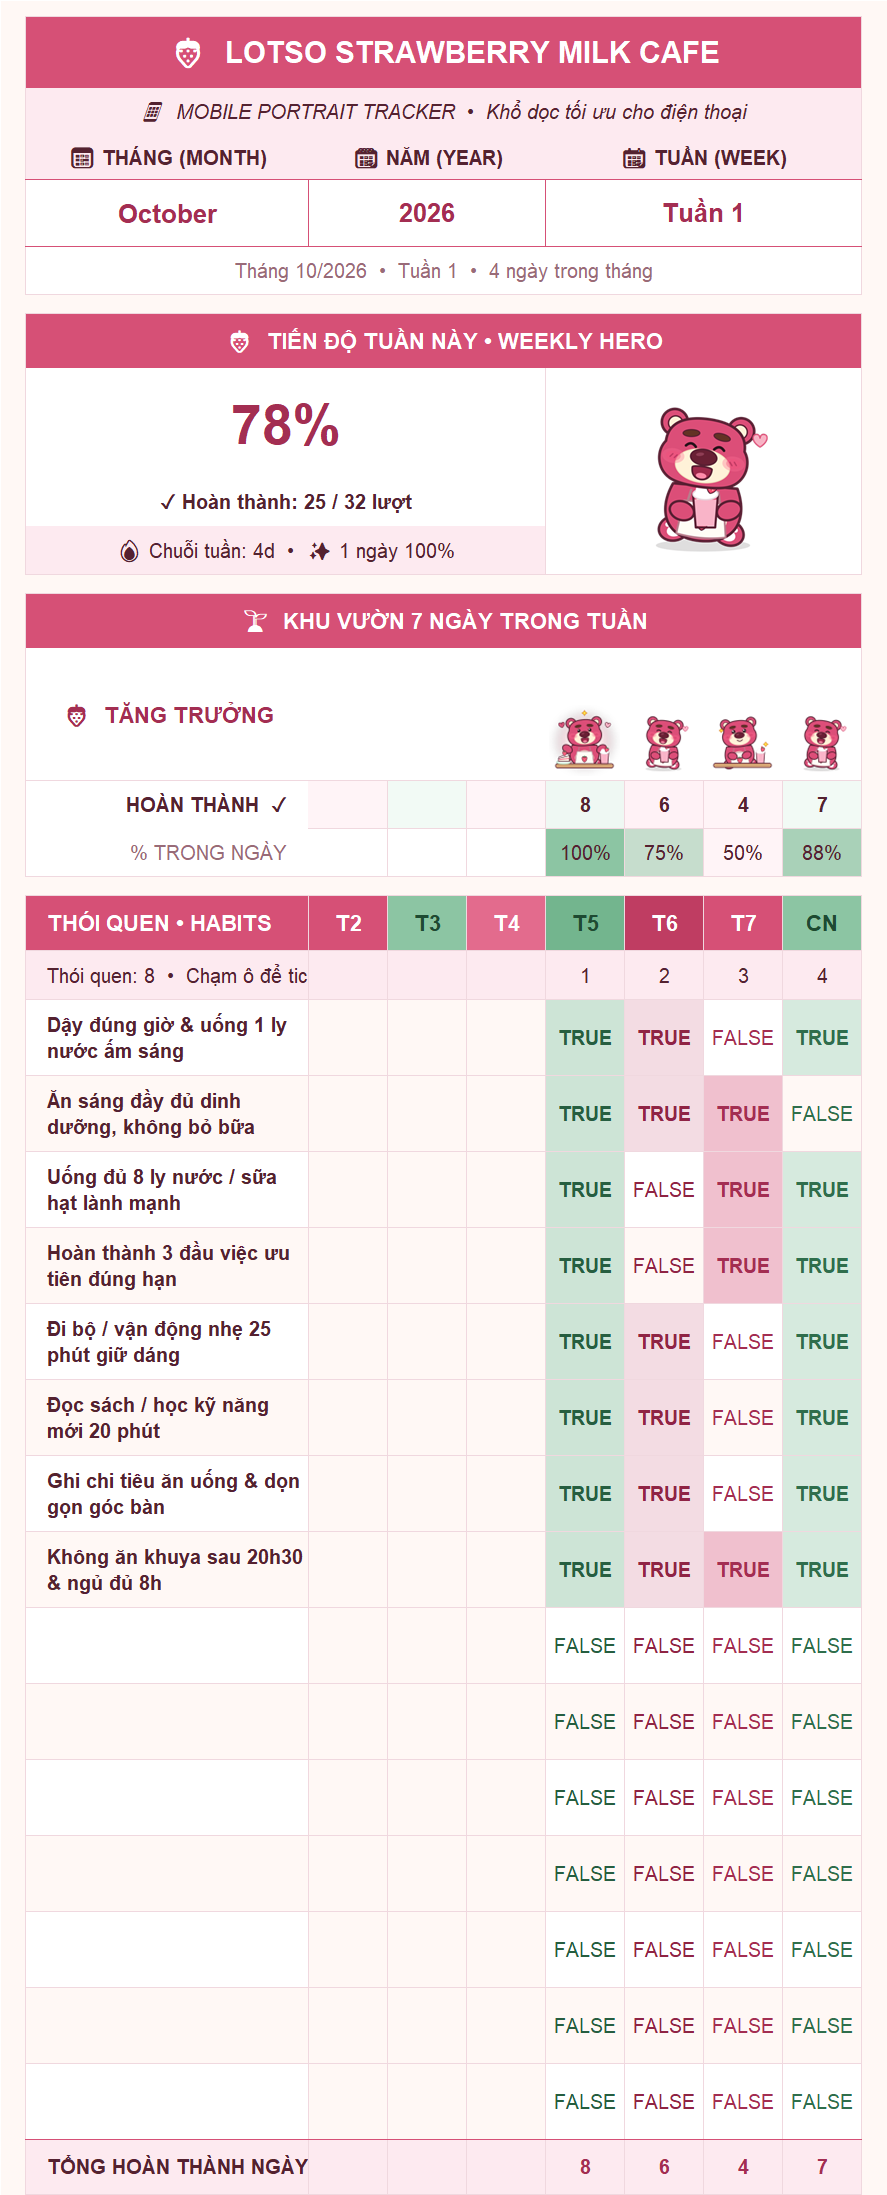 LOTSO STRAWBERRY MILK CAFE
MOBILE PORTRAIT TRACKER • Khổ dọc tối ưu cho điện thoại
THÁNG (MONTH) NĂM (YEAR) TUẦN (WEEK)
October 2026 Tuần 1
Tháng 10/2026 • Tuần 1 • 4 ngày trong tháng
TIẾN ĐỘ TUẦN NÀY • WEEKLY HERO
78%
✓ Hoàn thành: 25 / 32 lượt
Chuỗi tuần: 4d • ✨ 1 ngày 100%
KHU VƯỜN 7 NGÀY TRONG TUẦN
TĂNG TRƯỞNG
HOÀN THÀNH ✓ 8 6 4 7
% TRONG NGÀY 100% 75% 50% 88%
THÓI QUEN • HABITS T2 T3 T4 T5 T6 T7 CN
Thói quen: 8 • Chạm ô để tic 1 2 3 4
Dậy đúng giờ & uống 1 ly
nước ấm sáng
TRUE TRUE FALSE TRUE
Ăn sáng đầy đủ dinh
dưỡng, không bỏ bữa
TRUE TRUE TRUE FALSE
Uống đủ 8 ly nước / sữa
hạt lành mạnh
TRUE FALSE TRUE TRUE
Hoàn thành 3 đầu việc ưu
tiên đúng hạn
TRUE FALSE TRUE TRUE
Đi bộ / vận động nhẹ 25
phút giữ dáng
TRUE TRUE FALSE TRUE
Đọc sách / học kỹ năng
mới 20 phút
TRUE TRUE FALSE TRUE
Ghi chi tiêu ăn uống & dọn
gọn góc bàn
TRUE TRUE FALSE TRUE
Không ăn khuya sau 20h30
& ngủ đủ 8h
TRUE TRUE TRUE TRUE
FALSE FALSE FALSE FALSE
FALSE FALSE FALSE FALSE
FALSE FALSE FALSE FALSE
FALSE FALSE FALSE FALSE
FALSE FALSE FALSE FALSE
FALSE FALSE FALSE FALSE
FALSE FALSE FALSE FALSE
TỔNG HOÀN THÀNH NGÀY 8 6 4 7